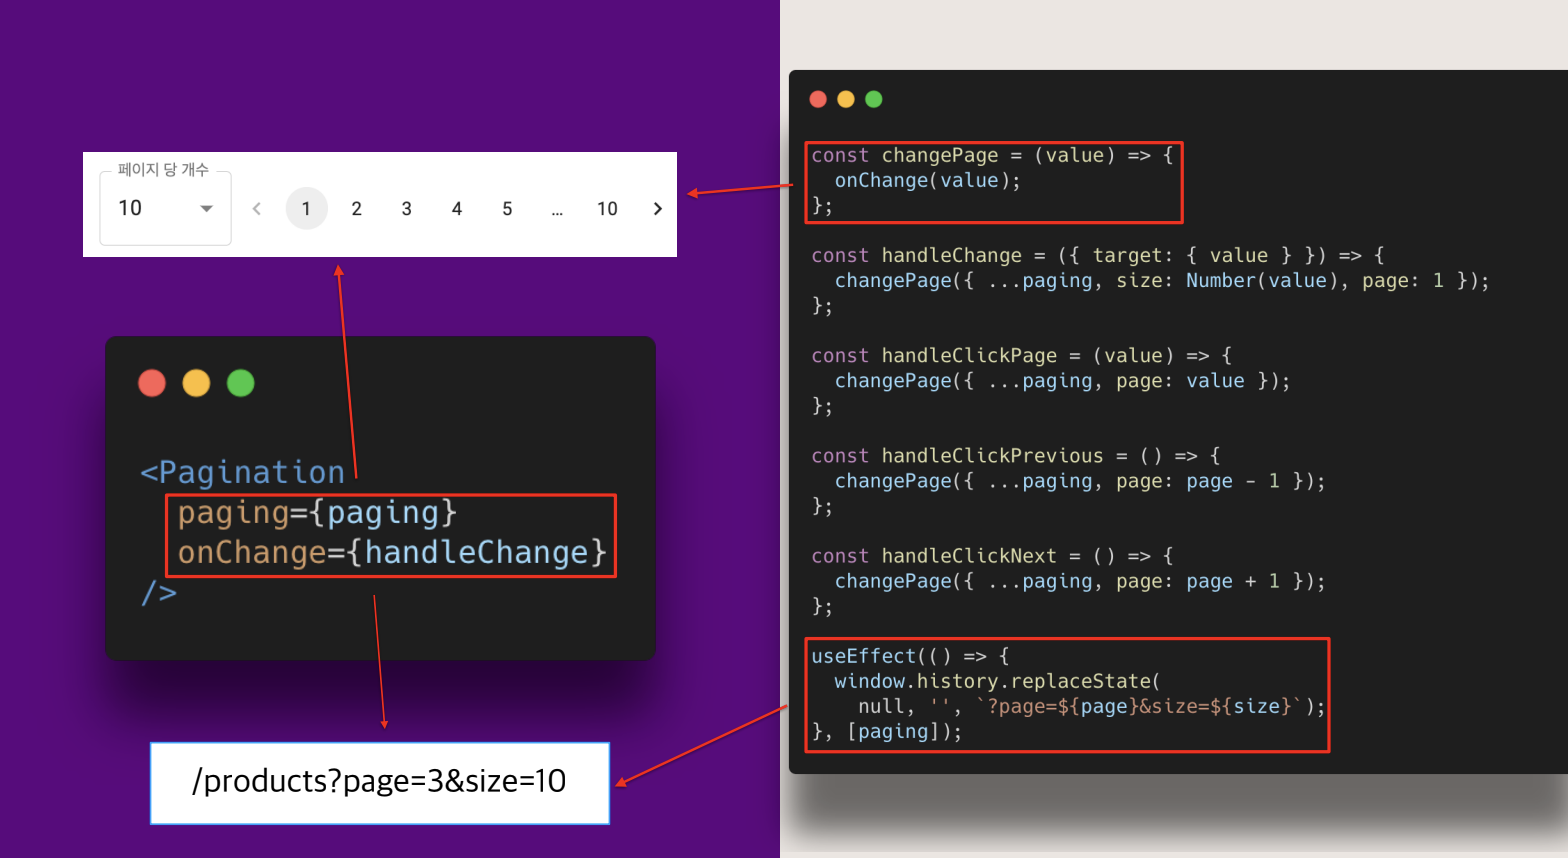 페이지 당 개수
10
1 2 3 4 5 ... 10
<Pagination
  paging={paging}
  onChange={handleChange}
/>
/products?page=3&size=10
const changePage = (value) => {
  onChange(value);
};
const handleChange = ({ target: { value } }) => {
  changePage({ ...paging, size: Number(value), page: 1 });
};
const handleClickPage = (value) => {
  changePage({ ...paging, page: value });
};
const handleClickPrevious = () => {
  changePage({ ...paging, page: page - 1 });
};
const handleClickNext = () => {
  changePage({ ...paging, page: page + 1 });
};
useEffect(() => {
  window.history.replaceState(
    null, '', `?page=${page}&size=${size}`);
}, [paging]);